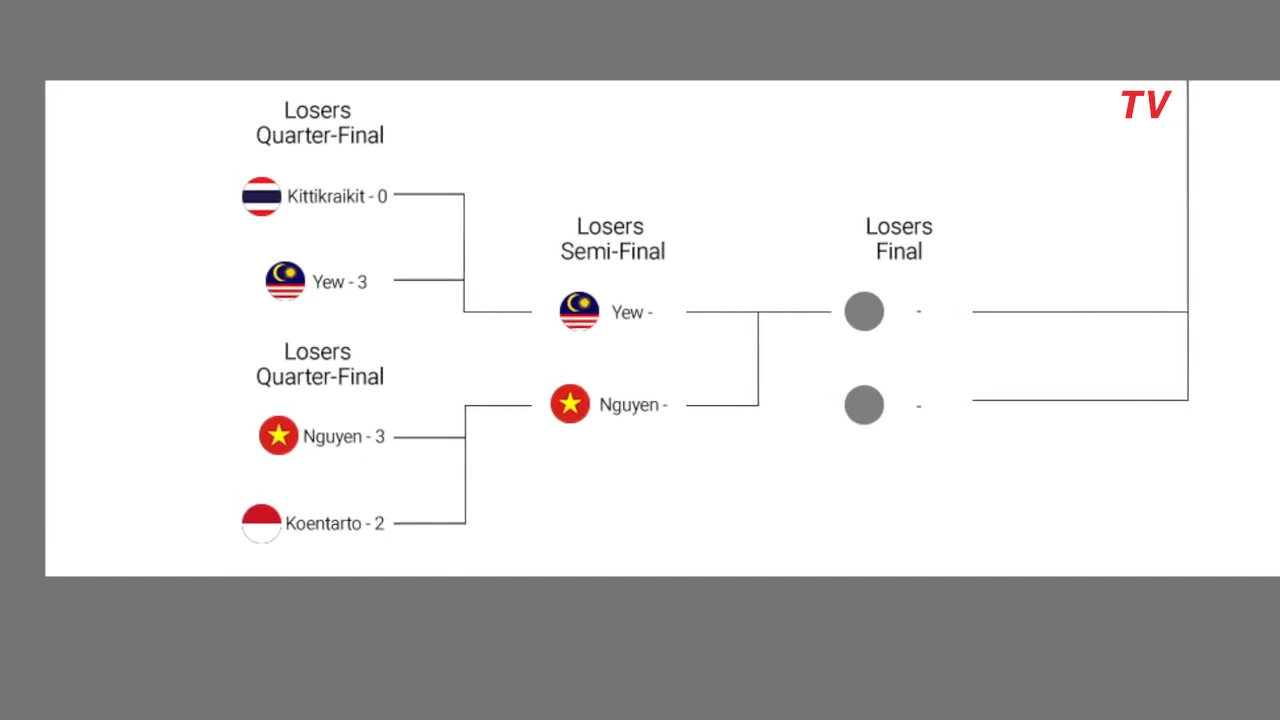 TV
Losers
Quarter-Final
Kittikraikit - 0
Yew - 3
Losers
Quarter-Final
Nguyen - 3
Koentarto - 2
Losers
Semi-Final
Yew -
Nguyen -
Losers
Final
-
-